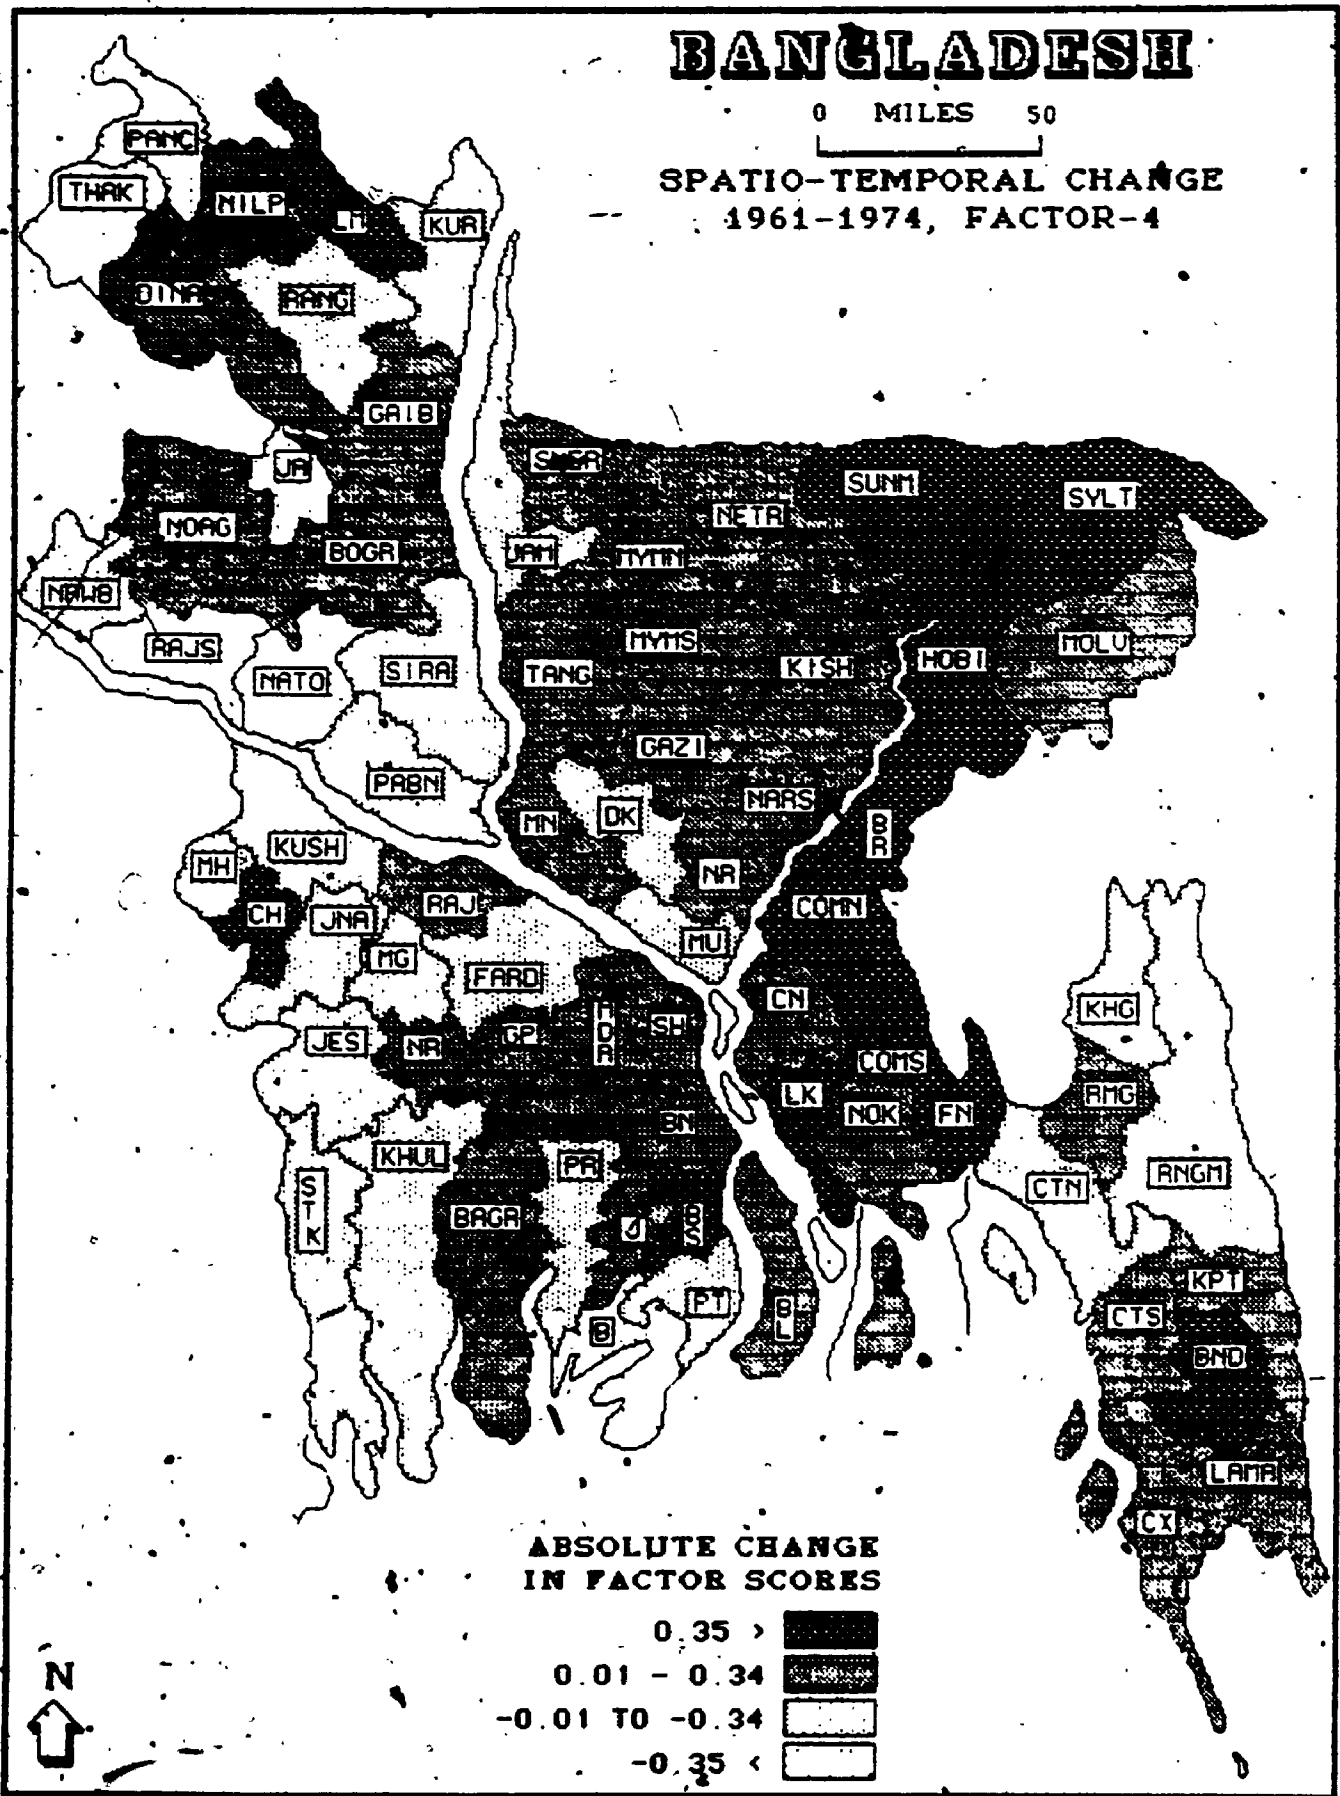 BANGLADESH
0 MILES 50
SPATIO-TEMPORAL CHANGE
1961-1974, FACTOR-4
PANC
THAK
NILP
LM
KUR
DINA
RANG
GAIB
JA
SUNM
SYLT
NETR
NOAG
BOGR
JAM
MYMN
RAJS
NATO
SIRA
TANG
MYMS
KISH
HOBI
MOLV
GAZI
PABN
NARS
MN
DK
BR
KUSH
MH
NR
CH
JNA
RAJ
COMN
MU
MG
FARD
CN
KHG
JES
NR
GP
MDR
SH
COMS
LK
NOK
FN
RMG
BN
KHUL
PR
STK
CTN
RNGM
BAGR
J
BS
PT
B
BL
KPT
CTS
BND
LAMA
CX
ABSOLUTE CHANGE
IN FACTOR SCORES
0.35 >
0.01 - 0.34
-0.01 TO -0.34
-0.35 <
N